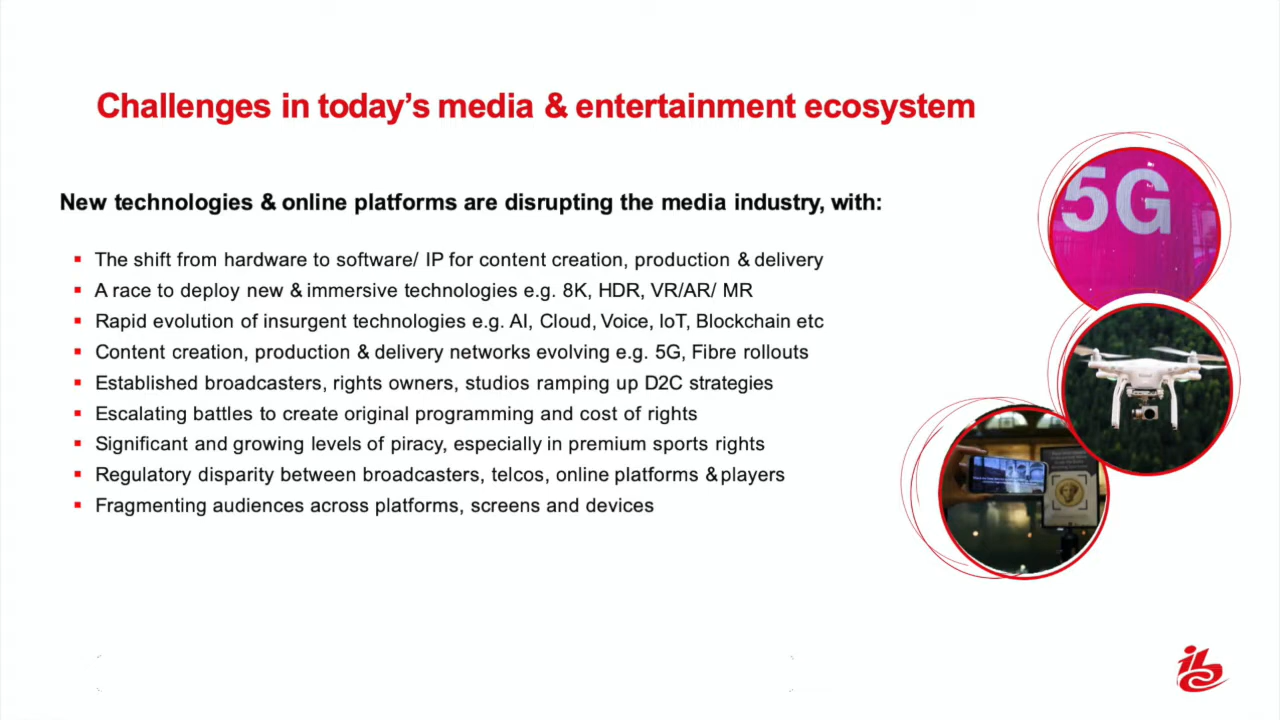 Challenges in today's media & entertainment ecosystem
New technologies & online platforms are disrupting the media industry, with:
The shift from hardware to software/ IP for content creation, production & delivery
A race to deploy new & immersive technologies e.g. 8K, HDR, VR/AR/ MR
Rapid evolution of insurgent technologies e.g. AI, Cloud, Voice, IoT, Blockchain etc
Content creation, production & delivery networks evolving e.g. 5G, Fibre rollouts
Established broadcasters, rights owners, studios ramping up D2C strategies
Escalating battles to create original programming and cost of rights
Significant and growing levels of piracy, especially in premium sports rights
Regulatory disparity between broadcasters, telcos, online platforms & players
Fragmenting audiences across platforms, screens and devices
5G